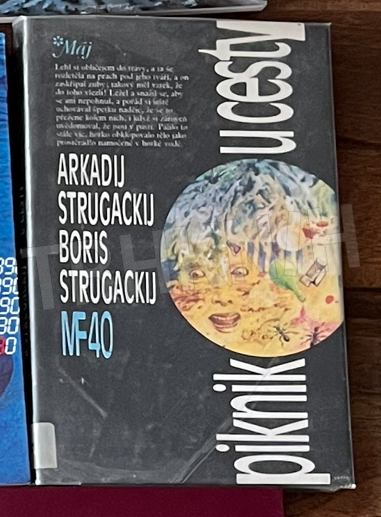 Máj
Lehl si obličejem do trávy, a ta se
rozletěla na prach pod jeho tváří, a on
zaskřípal zuby; takový měl vztek, že
do toho vlezli! Ležel a snažil se, aby
se ani nepohnul, a pořád si ještě
uchovával špetku naděje, že se to
přežene kolem nich, i když si zároveň
uvědomoval, že jsou v pasti. Pálilo to
stále víc, horko obklopovalo tělo jako
prostěradlo namočené v horké vodě.
ARKADIJ
STRUGACKIJ
BORIS
STRUGACKIJ
MF40
piknik u cesty